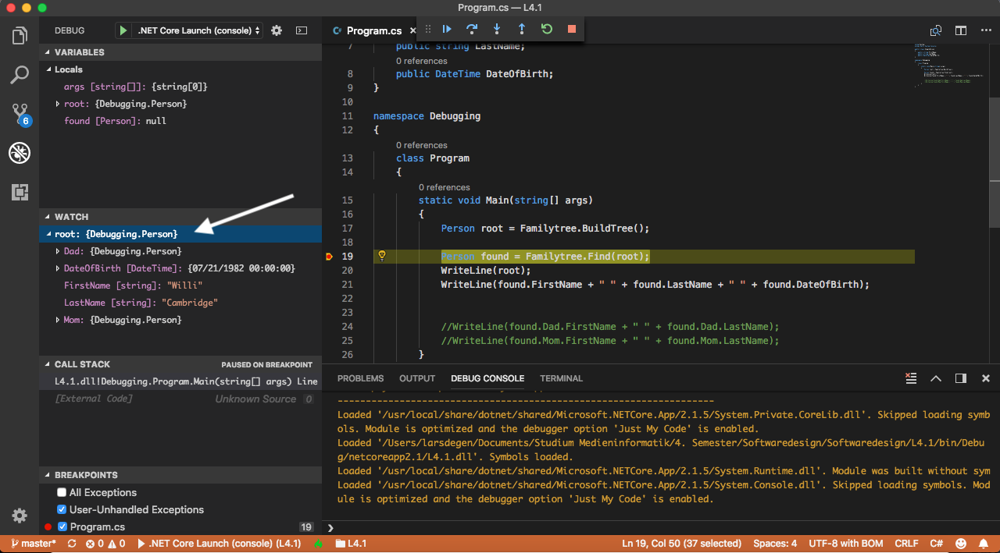 Program.cs — L4.1
DEBUG
.NET Core Launch (console)
Program.cs
VARIABLES
Locals
args [string[]]: {string[0]}
root: {Debugging.Person}
found [Person]: null
6
WATCH
root: {Debugging.Person}
Dad: {Debugging.Person}
DateOfBirth [DateTime]: {07/21/1982 00:00:00}
FirstName [string]: "Willi"
LastName [string]: "Cambridge"
Mom: {Debugging.Person}
CALL STACK PAUSED ON BREAKPOINT
L4.1.dll!Debugging.Program.Main(string[] args) Line
[External Code] Unknown Source 0
BREAKPOINTS
All Exceptions
User-Unhandled Exceptions
Program.cs 19
7 public string LastName;
0 references
8 public DateTime DateOfBirth;
9 }
10
11 namespace Debugging
12 {
0 references
13 class Program
14 {
0 references
15 static void Main(string[] args)
16 {
17 Person root = Familytree.BuildTree();
18
19 Person found = Familytree.Find(root);
20 WriteLine(root);
21 WriteLine(found.FirstName + " " + found.LastName + " " + found.DateOfBirth);
22
23
24 //WriteLine(found.Dad.FirstName + " " + found.Dad.LastName);
25 //WriteLine(found.Mom.FirstName + " " + found.Mom.LastName);
26 }
PROBLEMS OUTPUT DEBUG CONSOLE TERMINAL
-------------------------------------------------------------------
Loaded '/usr/local/share/dotnet/shared/Microsoft.NETCore.App/2.1.5/System.Private.CoreLib.dll'. Skipped loading symb
ols. Module is optimized and the debugger option 'Just My Code' is enabled.
Loaded '/Users/larsdegen/Documents/Studium Medieninformatik/4. Semester/Softwaredesign/Softwaredesign/L4.1/bin/Debu
g/netcoreapp2.1/L4.1.dll'. Symbols loaded.
Loaded '/usr/local/share/dotnet/shared/Microsoft.NETCore.App/2.1.5/System.Runtime.dll'. Module was built without sym
Loaded '/usr/local/share/dotnet/shared/Microsoft.NETCore.App/2.1.5/System.Console.dll'. Skipped loading symbols. Mod
ule is optimized and the debugger option 'Just My Code' is enabled.
master* 0 0 .NET Core Launch (console) (L4.1) L4.1 Ln 19, Col 50 (37 selected) Spaces: 4 UTF-8 with BOM CRLF C#